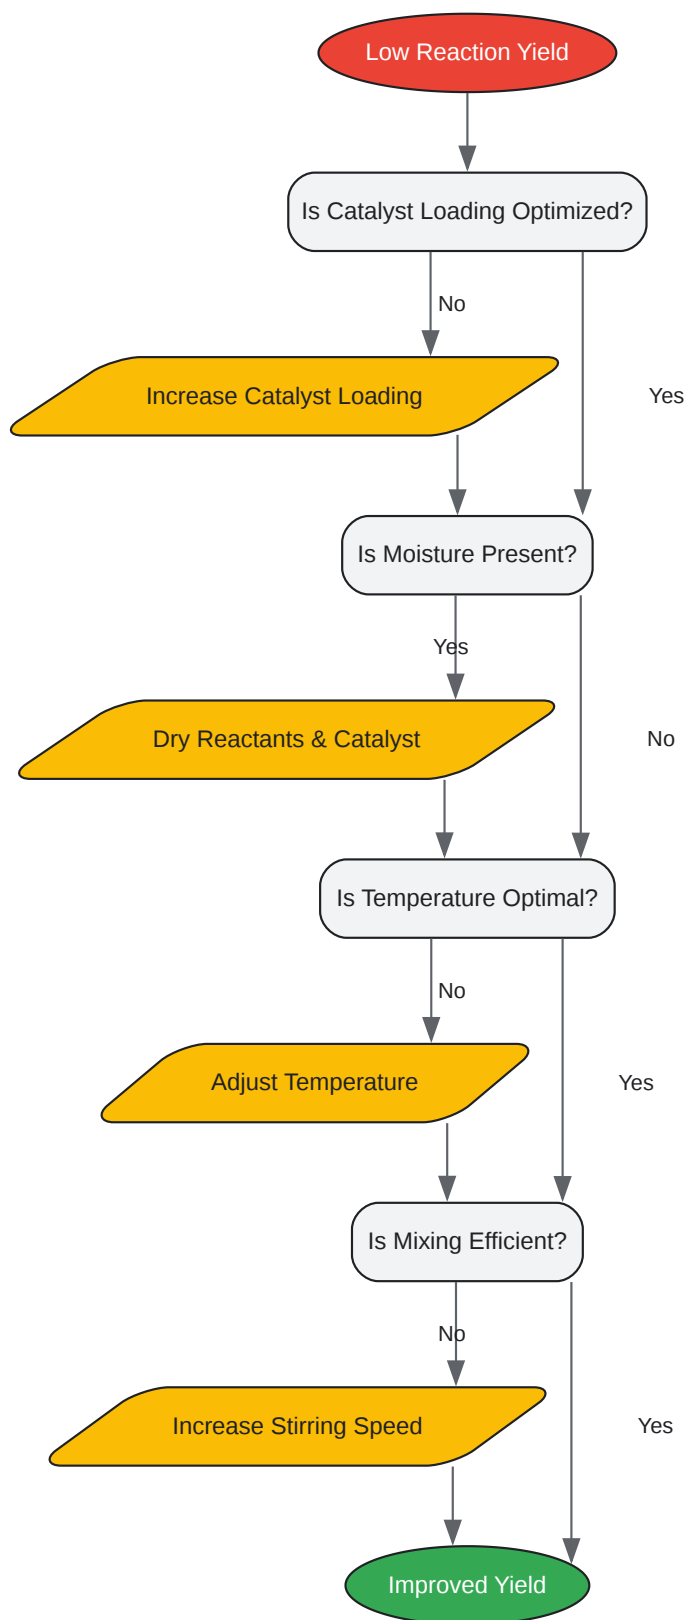 Low Reaction Yield
Is Catalyst Loading Optimized?
No
Increase Catalyst Loading
Yes
Is Moisture Present?
Yes
Dry Reactants & Catalyst
No
Is Temperature Optimal?
No
Adjust Temperature
Yes
Is Mixing Efficient?
No
Increase Stirring Speed
Yes
Improved Yield